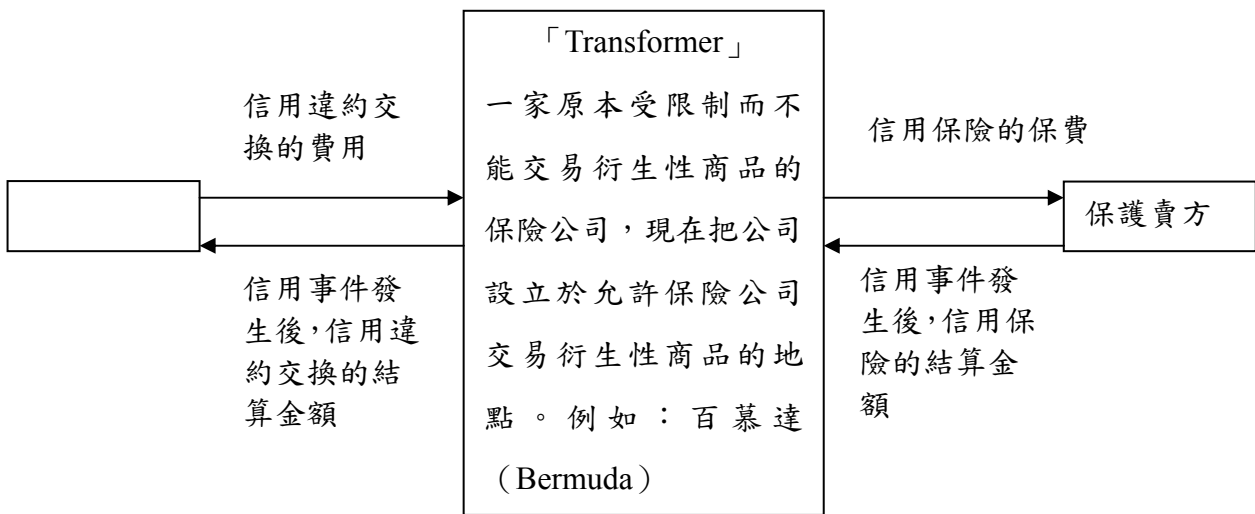 信用違約交
換的費用
信用事件發
生後，信用違
約交換的結
算金額
「Transformer」
一家原本受限制而不
能交易衍生性商品的
保險公司，現在把公司
設立於允許保險公司
交易衍生性商品的地
點。例如：百慕達
（Bermuda）
信用保險的保費
保護賣方
信用事件發
生後，信用保
險的結算金
額